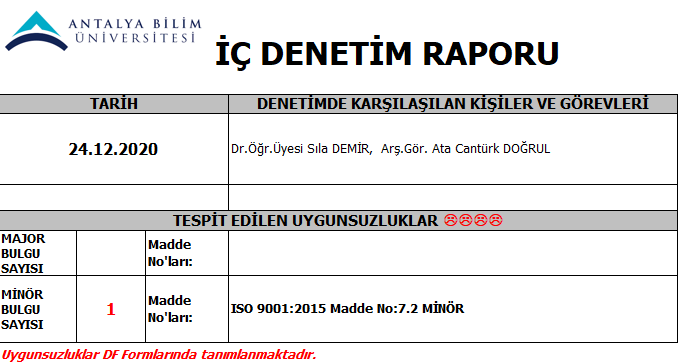 ANTALYA BİLİM
ÜNİVERSİTESİ
İÇ DENETİM RAPORU
TARİH
DENETİMDE KARŞILAŞILAN KİŞİLER VE GÖREVLERİ
24.12.2020
Dr.Öğr.Üyesi Sıla DEMİR, Arş.Gör. Ata Cantürk DOĞRUL
TESPİT EDİLEN UYGUNSUZLUKLAR ☹☹☹☹
MAJOR
BULGU
SAYISI
Madde
No'ları:
MİNÖR
BULGU
SAYISI
1
Madde
No'ları:
ISO 9001:2015 Madde No:7.2 MİNÖR
Uygunsuzluklar DF Formlarında tanımlanmaktadır.